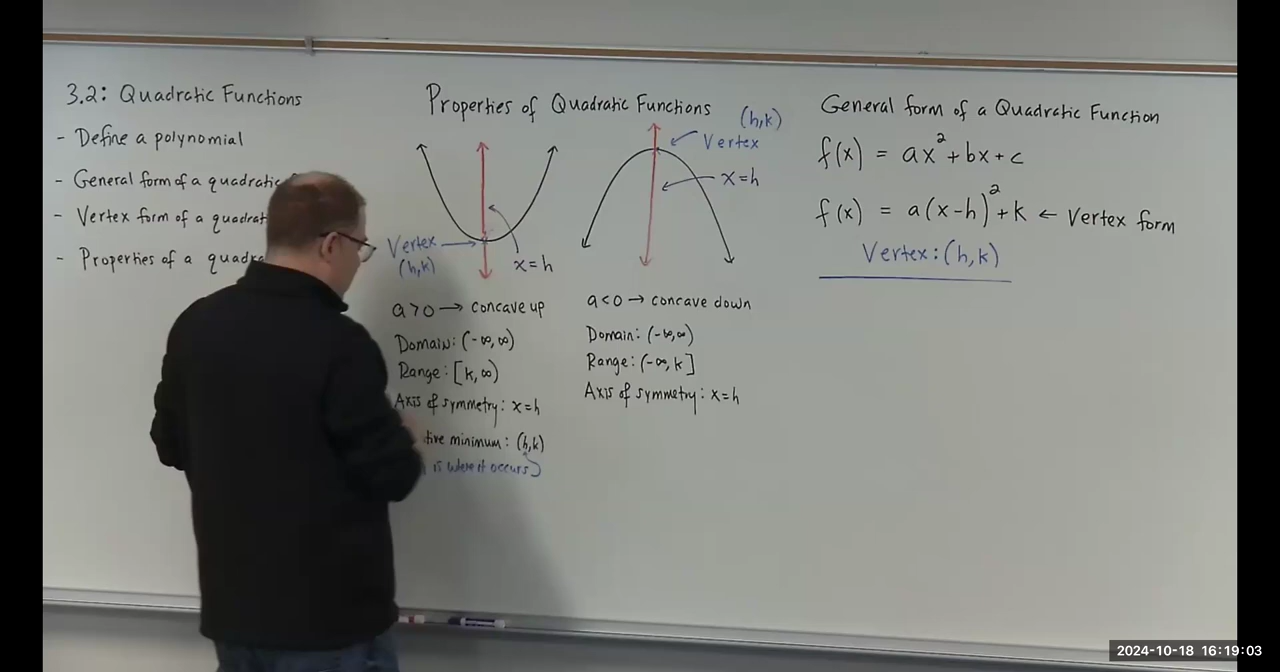 3.2: Quadratic Functions
- Define a polynomial
- General form of a quadratic
- Vertex form of a
- Properties of a
Properties of Quadratic Functions
Vertex
(h,k)
x=h
a>0 → concave up
Domain: (-∞,∞)
Range: [k,∞)
Axis of symmetry: x=h
minimum: (h,k)
is where it occurs)
(h,k)
Vertex
x=h
a<0 → concave down
Domain: (-∞,∞)
Range: (-∞,k]
Axis of symmetry: x=h
General form of a Quadratic Function
f(x) = ax²+bx+c
f(x) = a(x-h)²+k ← Vertex form
Vertex: (h,k)
2024-10-18 16:19:03